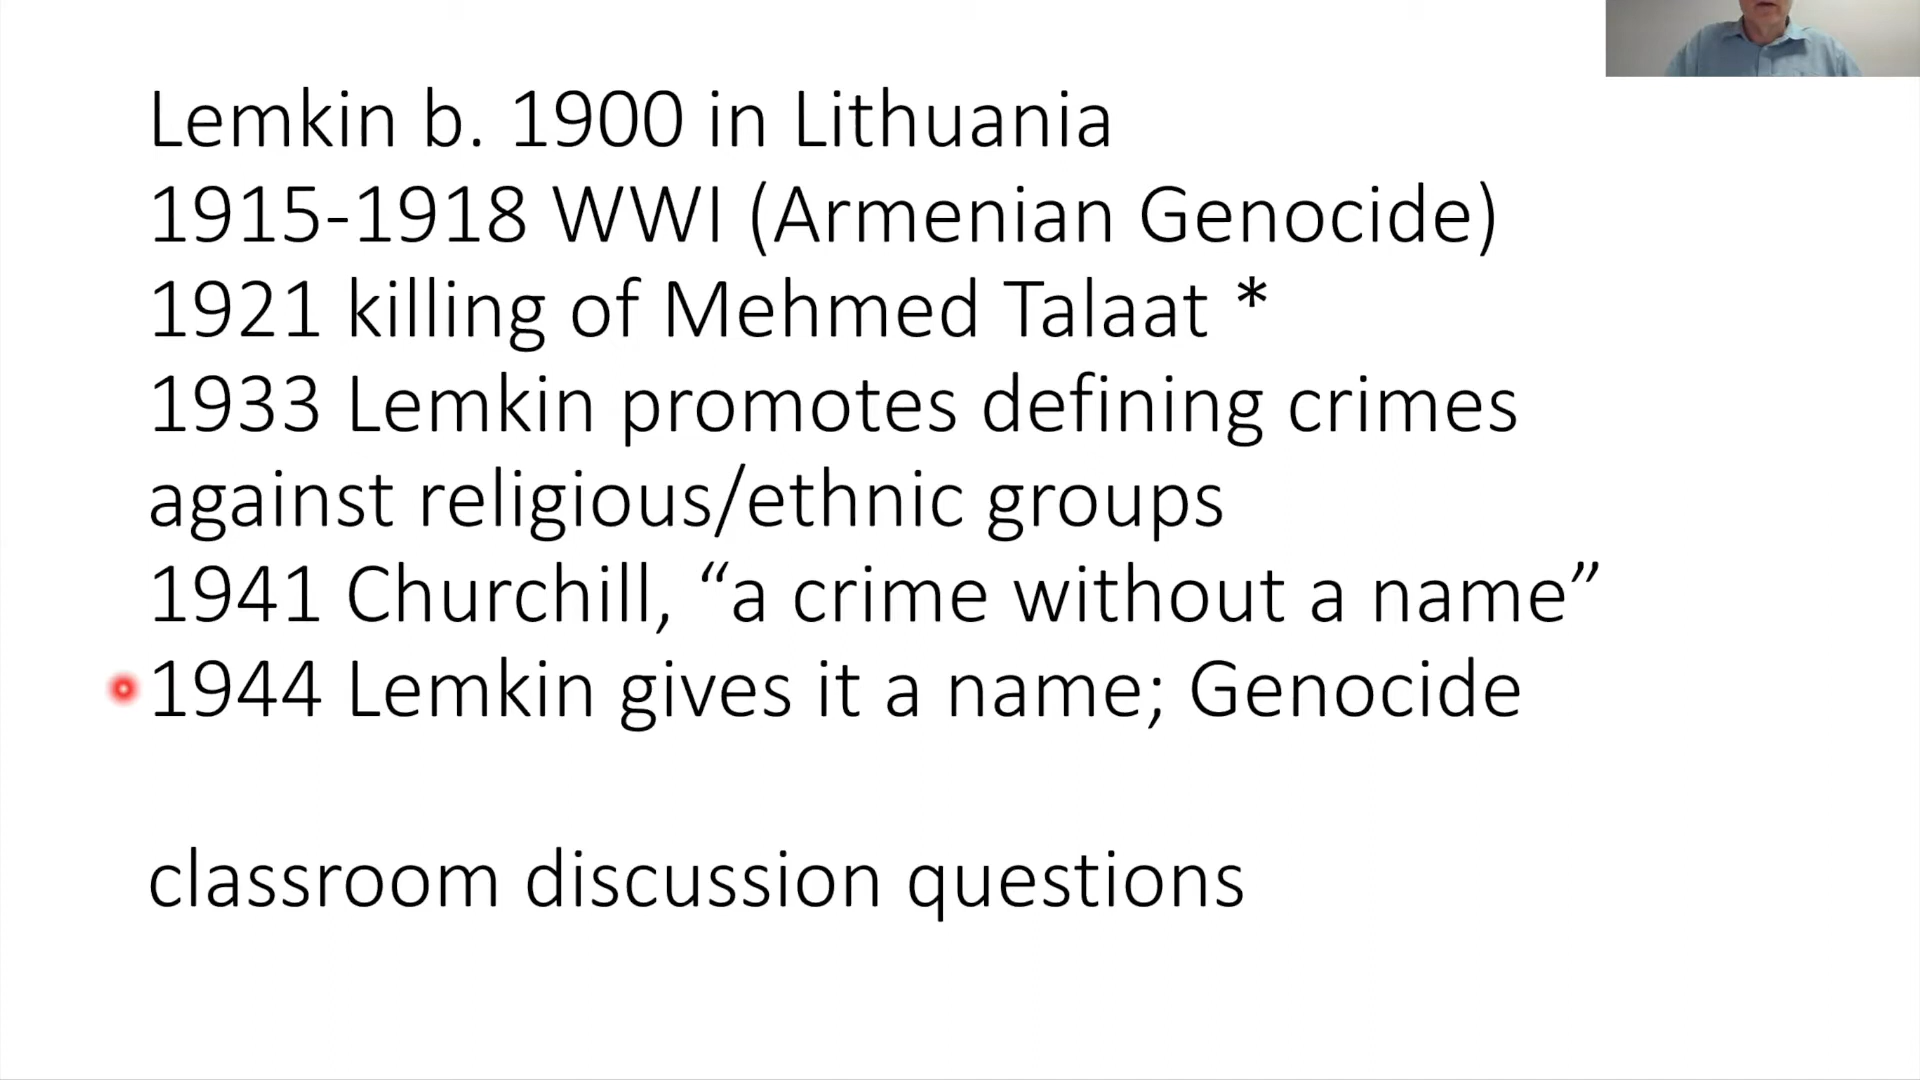 Lemkin b. 1900 in Lithuania
1915-1918 WWI (Armenian Genocide)
1921 killing of Mehmed Talaat *
1933 Lemkin promotes defining crimes
against religious/ethnic groups
1941 Churchill, “a crime without a name”
1944 Lemkin gives it a name; Genocide
classroom discussion questions